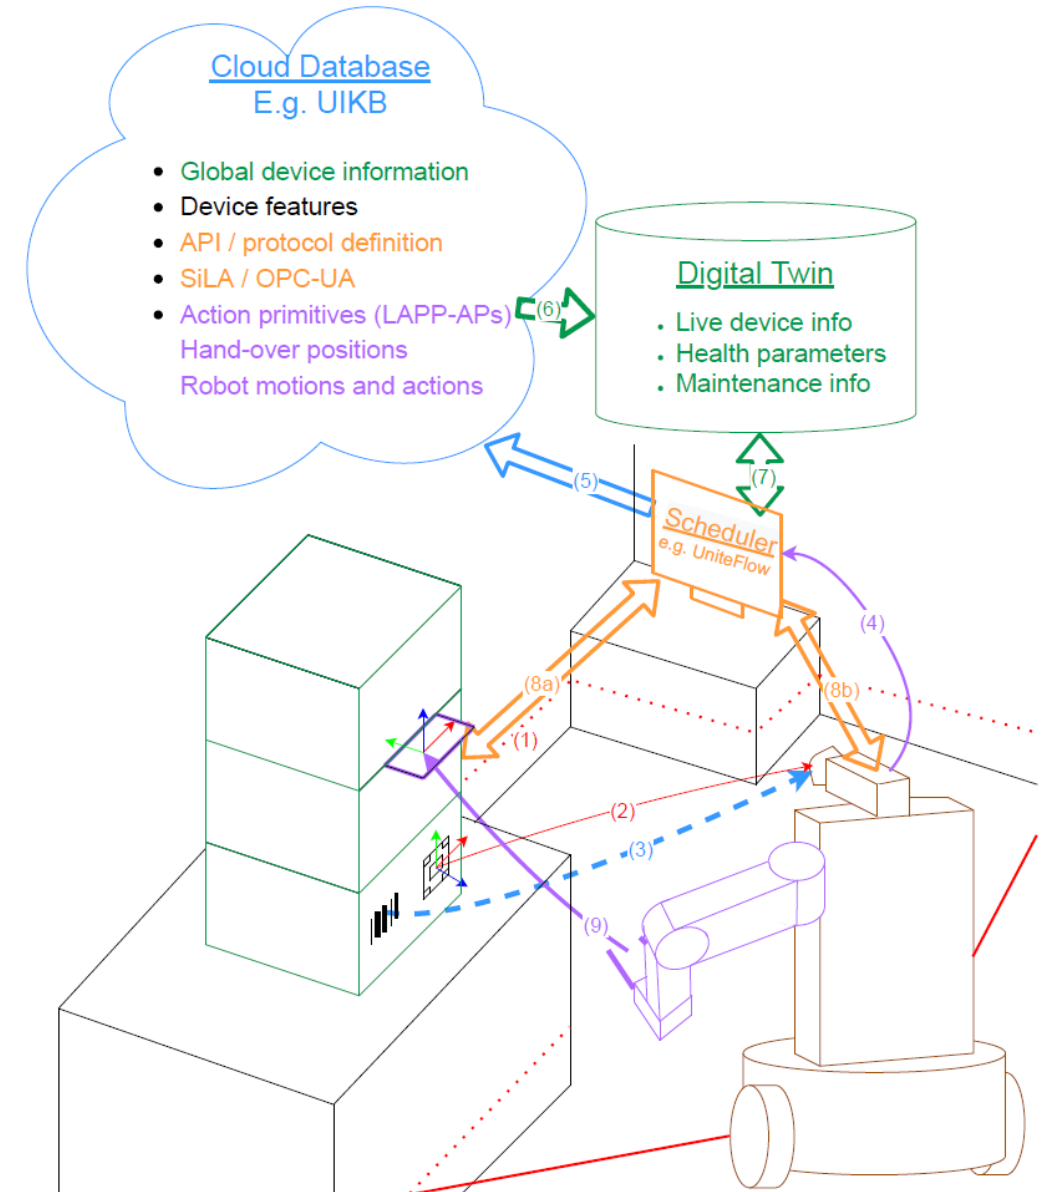 Cloud Database
E.g. UIKB
Global device information
Device features
API / protocol definition
SiLA / OPC-UA
Action primitives (LAPP-APs)
Hand-over positions
Robot motions and actions
(6)
Digital Twin
Live device info
Health parameters
Maintenance info
(5)
(7)
Scheduler
e.g. UniteFlow
(4)
(8a)
(8b)
(1)
(2)
(3)
(9)